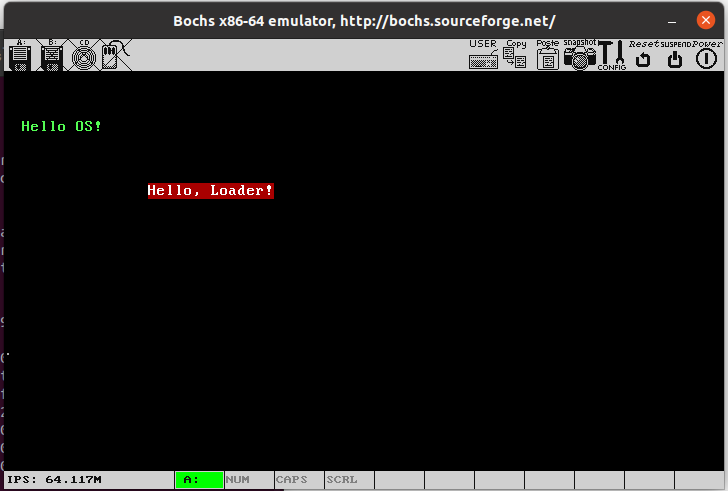 Bochs x86-64 emulator, http://bochs.sourceforge.net/
A: B: CD USER Copy Paste snapshot CONFIG Reset SUSPEND Power
Hello OS!
Hello, Loader!
IPS: 64.117M A: NUM CAPS SCRL